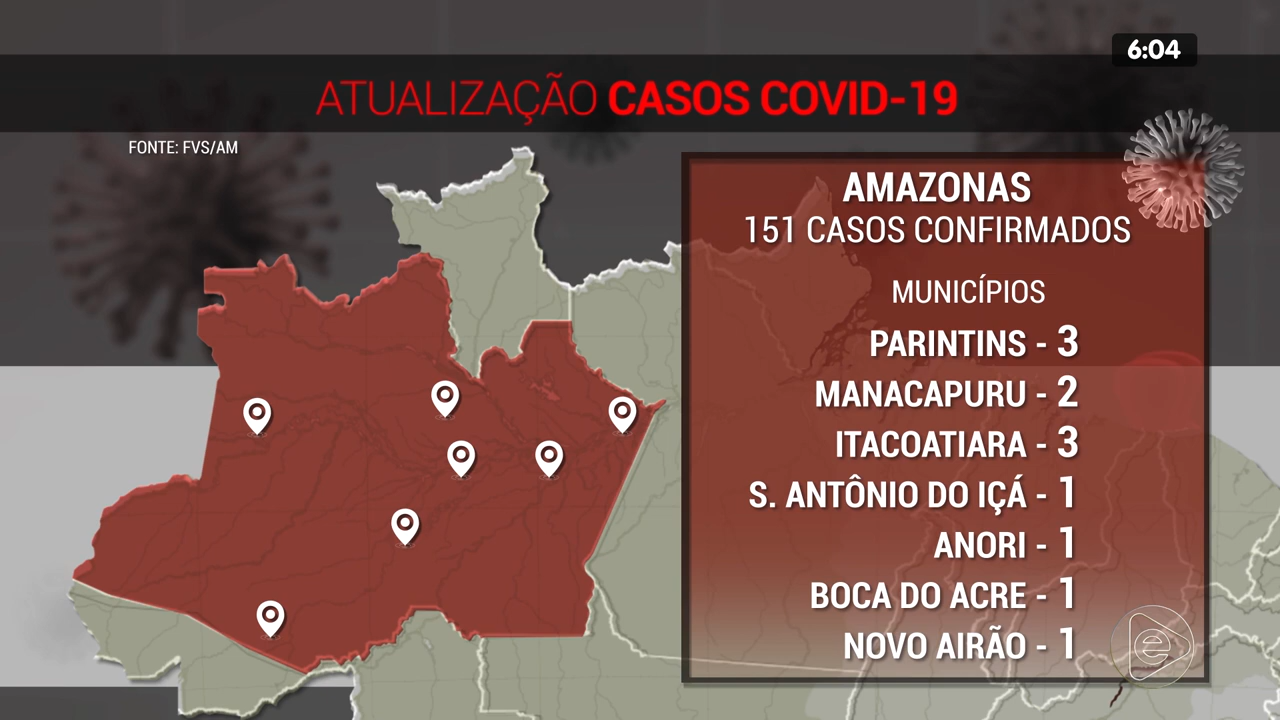 6:04
ATUALIZAÇÃO CASOS COVID-19
FONTE: FVS/AM
AMAZONAS
151 CASOS CONFIRMADOS
MUNICÍPIOS
PARINTINS - 3
MANACAPURU - 2
ITACOATIARA - 3
S. ANTÔNIO DO IÇÁ - 1
ANORI - 1
BOCA DO ACRE - 1
NOVO AIRÃO - 1
e